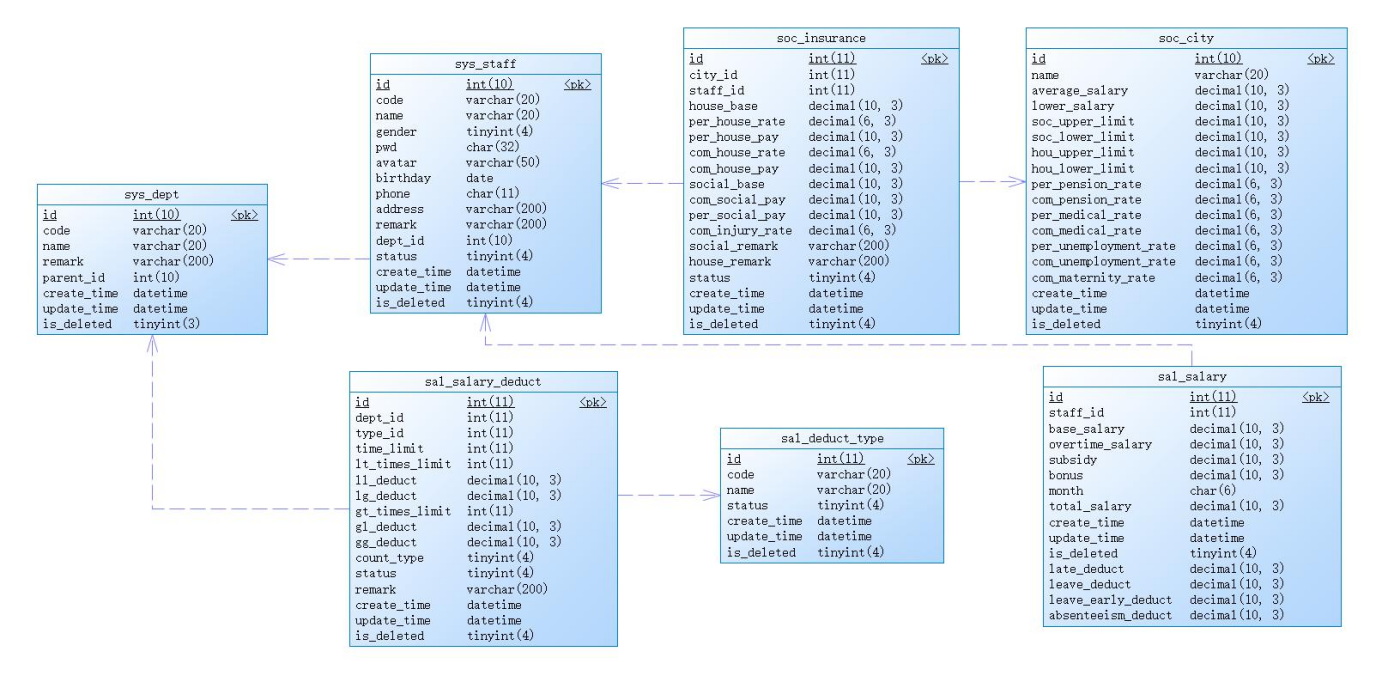 sys_dept
id int(10) <pk>
code varchar(20)
name varchar(20)
remark varchar(200)
parent_id int(10)
create_time datetime
update_time datetime
is_deleted tinyint(3)
sys_staff
id int(10) <pk>
code varchar(20)
name varchar(20)
gender tinyint(4)
pwd char(32)
avatar varchar(50)
birthday date
phone char(11)
address varchar(200)
remark varchar(200)
dept_id int(10)
status tinyint(4)
create_time datetime
update_time datetime
is_deleted tinyint(4)
soc_insurance
id int(11) <pk>
city_id int(11)
staff_id int(11)
house_base decimal(10, 3)
per_house_rate decimal(6, 3)
per_house_pay decimal(10, 3)
com_house_rate decimal(6, 3)
com_house_pay decimal(10, 3)
social_base decimal(10, 3)
com_social_pay decimal(10, 3)
per_social_pay decimal(10, 3)
com_injury_rate decimal(6, 3)
social_remark varchar(200)
house_remark varchar(200)
status tinyint(4)
create_time datetime
update_time datetime
is_deleted tinyint(4)
soc_city
id int(10) <pk>
name varchar(20)
average_salary decimal(10, 3)
lower_salary decimal(10, 3)
soc_upper_limit decimal(10, 3)
soc_lower_limit decimal(10, 3)
hou_upper_limit decimal(10, 3)
hou_lower_limit decimal(10, 3)
per_pension_rate decimal(6, 3)
com_pension_rate decimal(6, 3)
per_medical_rate decimal(6, 3)
com_medical_rate decimal(6, 3)
per_unemployment_rate decimal(6, 3)
com_unemployment_rate decimal(6, 3)
com_maternity_rate decimal(6, 3)
create_time datetime
update_time datetime
is_deleted tinyint(4)
sal_salary_deduct
id int(11) <pk>
dept_id int(11)
type_id int(11)
time_limit int(11)
lt_times_limit int(11)
ll_deduct decimal(10, 3)
lg_deduct decimal(10, 3)
gt_times_limit int(11)
gl_deduct decimal(10, 3)
gg_deduct decimal(10, 3)
count_type tinyint(4)
status tinyint(4)
remark varchar(200)
create_time datetime
update_time datetime
is_deleted tinyint(4)
sal_deduct_type
id int(11) <pk>
code varchar(20)
name varchar(20)
status tinyint(4)
create_time datetime
update_time datetime
is_deleted tinyint(4)
sal_salary
id int(11) <pk>
staff_id int(11)
base_salary decimal(10, 3)
overtime_salary decimal(10, 3)
subsidy decimal(10, 3)
bonus decimal(10, 3)
month char(6)
total_salary decimal(10, 3)
create_time datetime
update_time datetime
is_deleted tinyint(4)
late_deduct decimal(10, 3)
leave_deduct decimal(10, 3)
leave_early_deduct decimal(10, 3)
absenteeism_deduct decimal(10, 3)